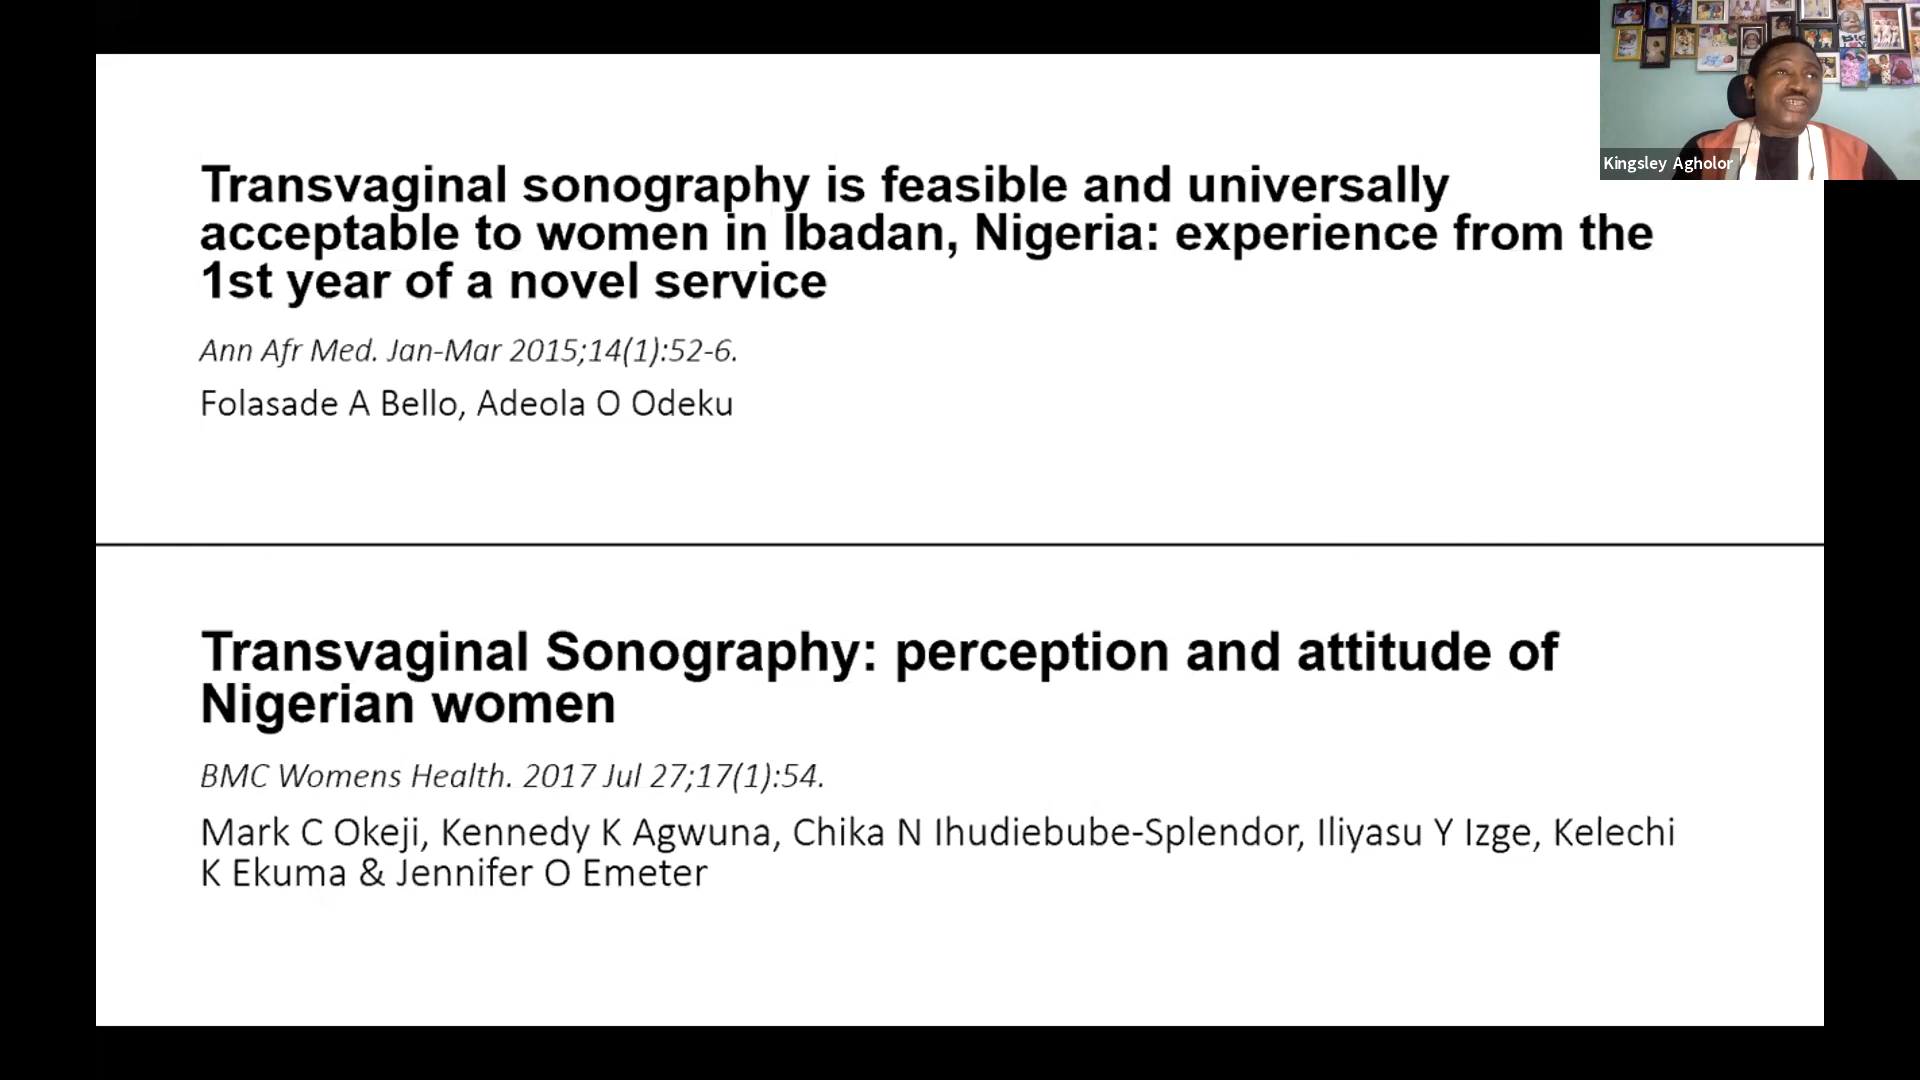 Transvaginal sonography is feasible and universally
acceptable to women in Ibadan, Nigeria: experience from the
1st year of a novel service
Ann Afr Med. Jan-Mar 2015;14(1):52-6.
Folasade A Bello, Adeola O Odeku
Transvaginal Sonography: perception and attitude of
Nigerian women
BMC Womens Health. 2017 Jul 27;17(1):54.
Mark C Okeji, Kennedy K Agwuna, Chika N Ihudiebube-Splendor, Iliyasu Y Izge, Kelechi
K Ekuma & Jennifer O Emeter
Kingsley Agholor